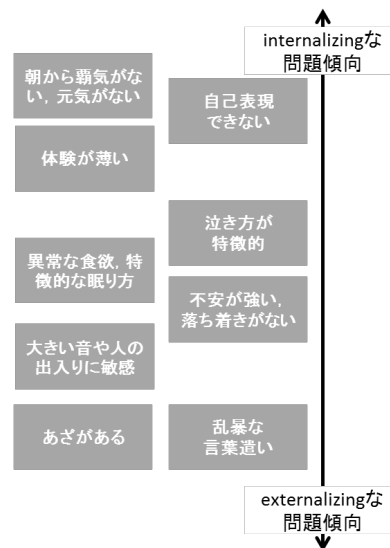 internalizingな
問題傾向
朝から覇気がな
い，元気がない
自己表現
できない
体験が薄い
泣き方が
特徴的
異常な食欲，特
徴的な眠り方
不安が強い，
落ち着きがない
大きい音や人の
出入りに敏感
あざがある
乱暴な
言葉遣い
externalizingな
問題傾向